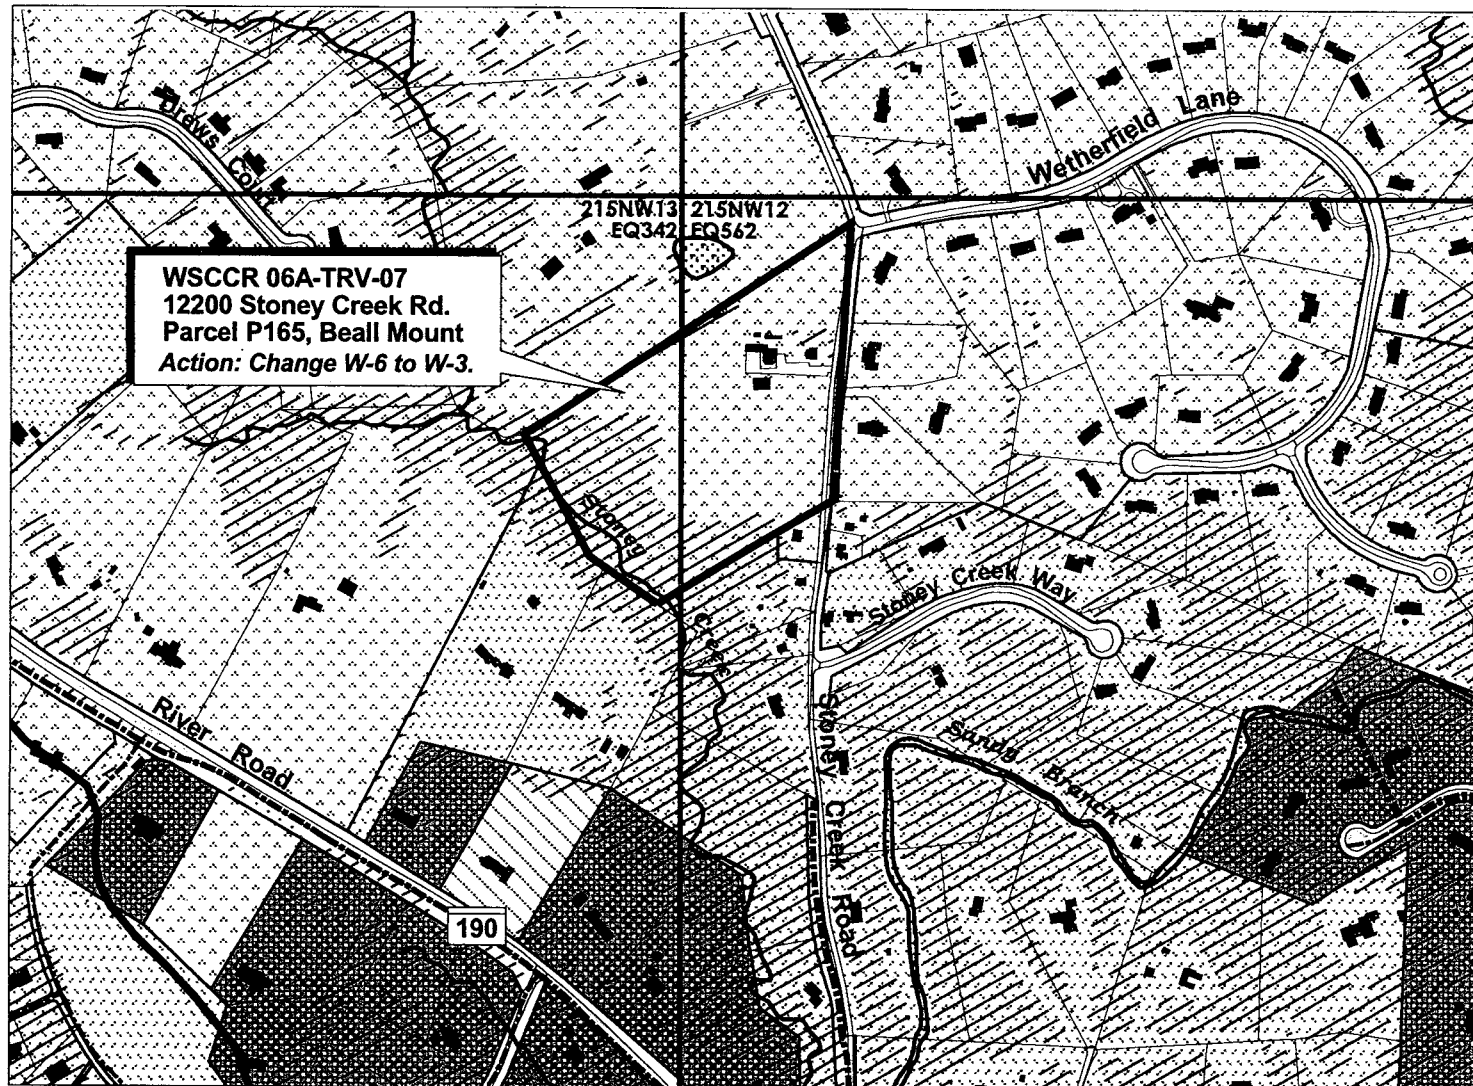 Drews Court
Wetherfield Lane
215NW13 215NW12
EQ342 EQ562
WSCCR 06A-TRV-07
12200 Stoney Creek Rd.
Parcel P165, Beall Mount
Action: Change W-6 to W-3.
Stoney Creek
Stoney Creek Way
River Road
Stoney Creek Road
Sandy Branch
190